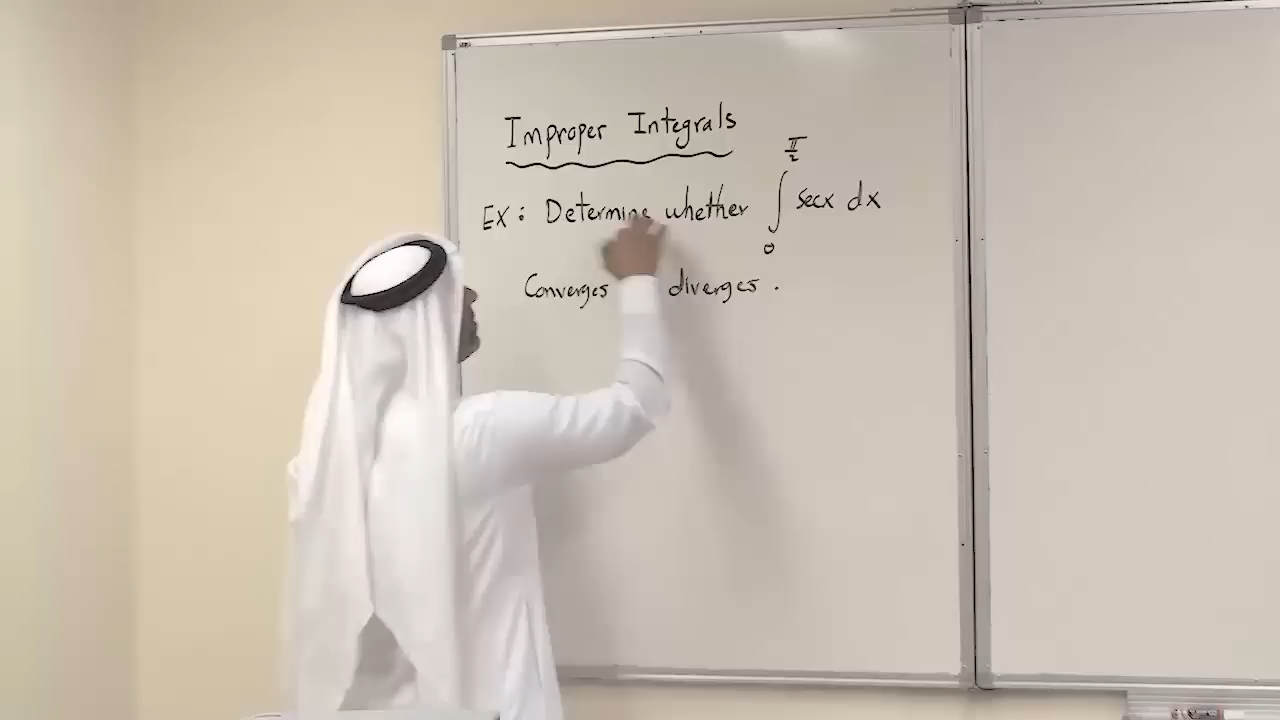 Improper Integrals
EX: Determine whether ∫₀^{π/2} secx dx
Converges diverges.